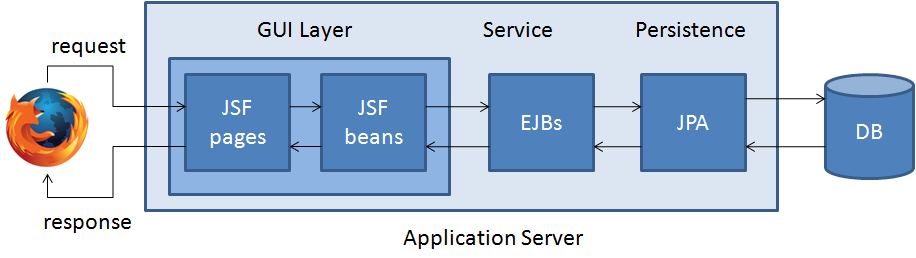 GUI Layer
Service
Persistence
request
JSF
pages
JSF
beans
EJBs
JPA
DB
response
Application Server